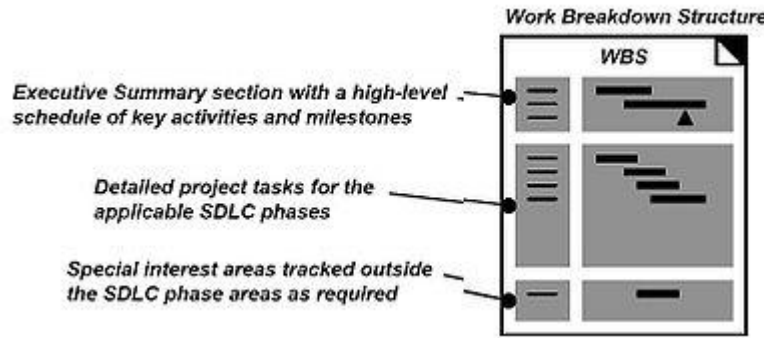 Work Breakdown Structure
WBS
Executive Summary section with a high-level
schedule of key activities and milestones
Detailed project tasks for the
applicable SDLC phases
Special interest areas tracked outside
the SDLC phase areas as required